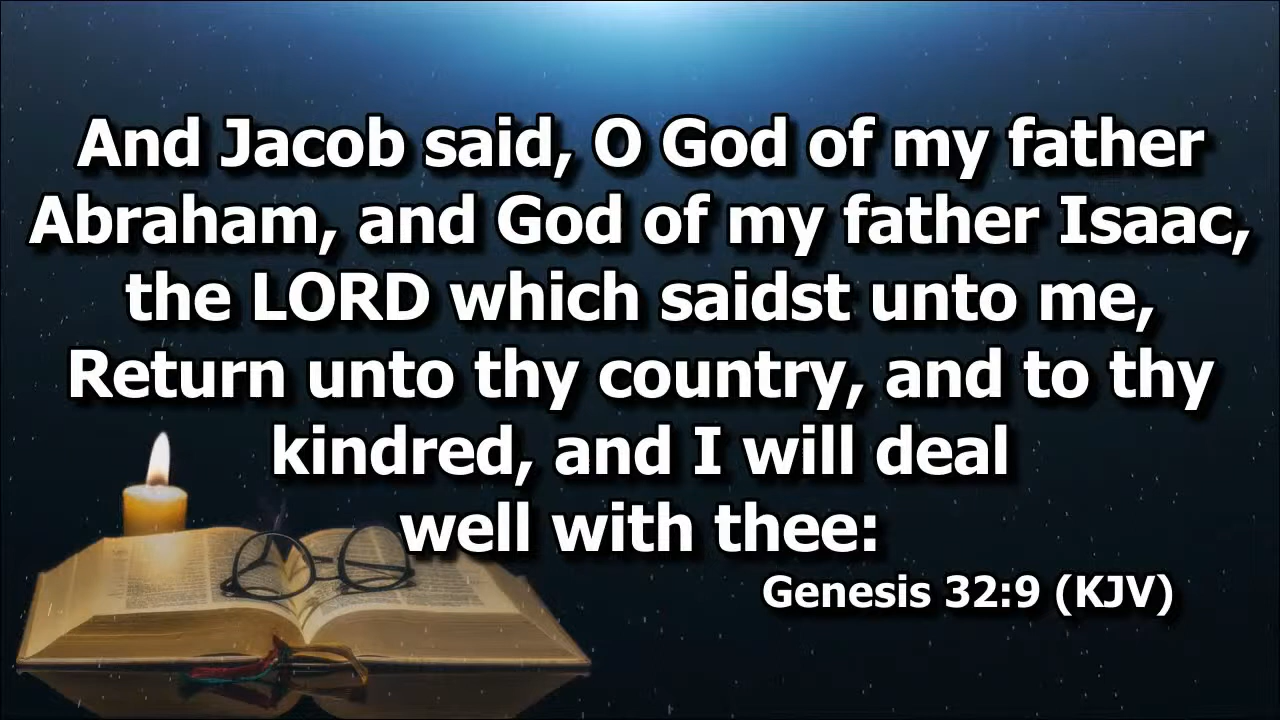 And Jacob said, O God of my father
Abraham, and God of my father Isaac,
the LORD which saidst unto me,
Return unto thy country, and to thy
kindred, and I will deal
well with thee:
Genesis 32:9 (KJV)